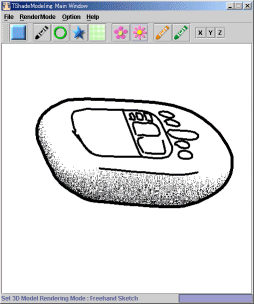 TShadeModeling Main Window
File RenderMode Option Help
X Y Z
Set 3D Model Rendering Mode : Freehand Sketch